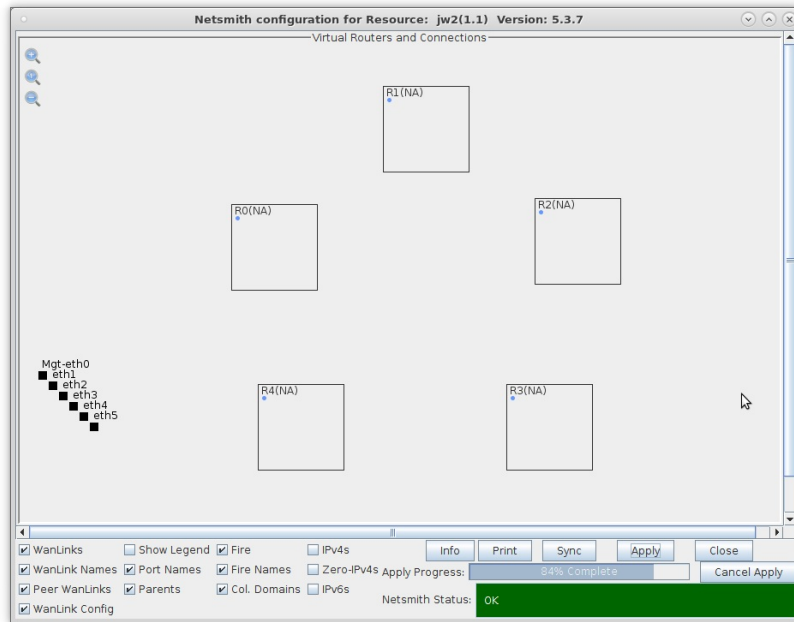 Netsmith configuration for Resource: jw2(1.1) Version: 5.3.7
Virtual Routers and Connections
R1(NA)
R0(NA)
R2(NA)
Mgt-eth0
eth1
eth2
eth3
eth4
eth5
R4(NA)
R3(NA)
WanLinks Show Legend Fire IPv4s Info Print Sync Apply Close
WanLink Names Port Names Fire Names Zero-IPv4s Apply Progress: 84% Complete Cancel Apply
Peer WanLinks Parents Col. Domains IPv6s
Netsmith Status: OK
WanLink Config